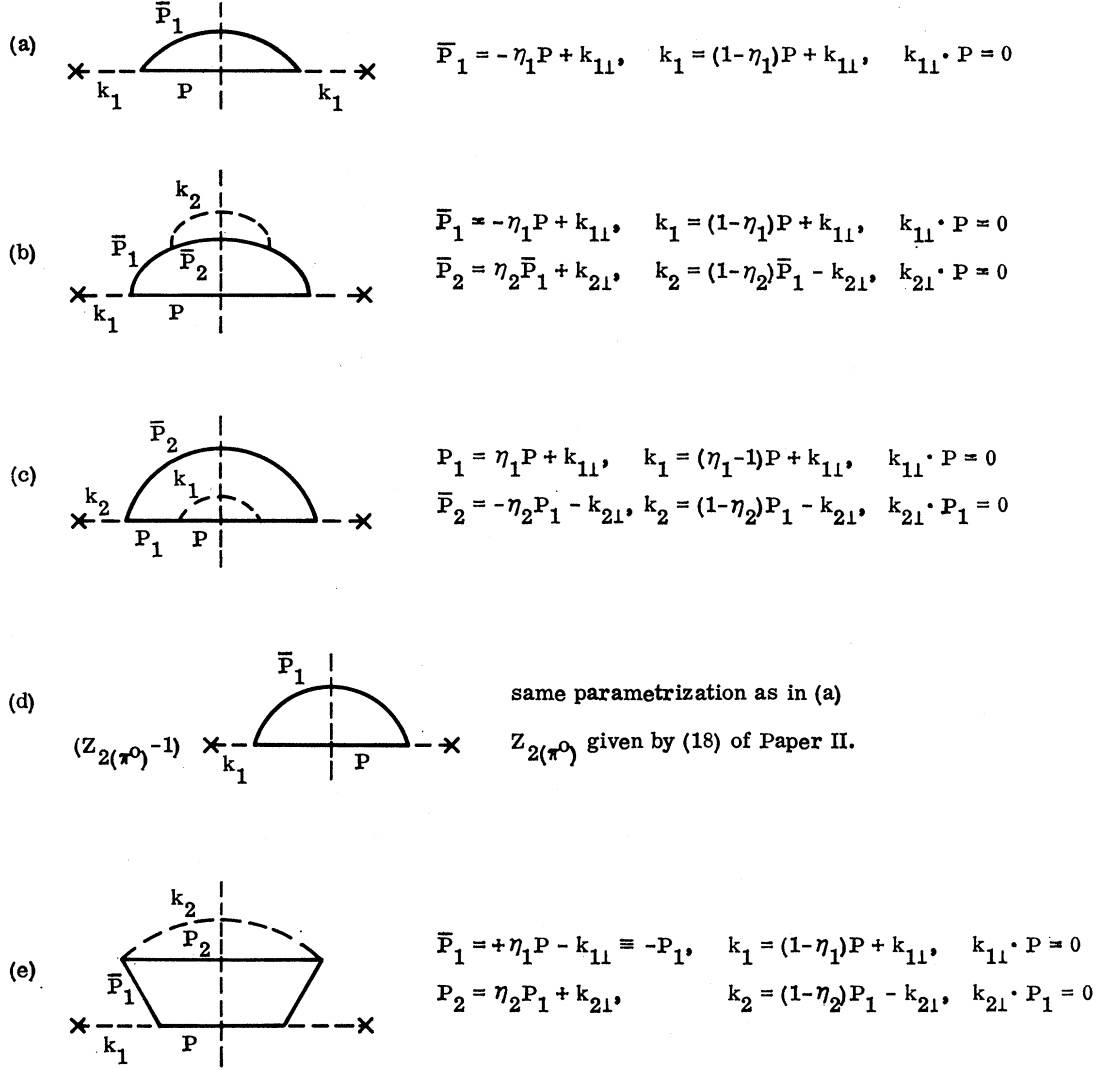 (a)
P̅₁
k₁ P k₁
P̅₁ = -η₁P + k₁⊥, k₁ = (1-η₁)P + k₁⊥, k₁⊥· P = 0
(b)
k₂
P̅₁ P̅₂
k₁ P
P̅₁ = -η₁P + k₁⊥, k₁ = (1-η₁)P + k₁⊥, k₁⊥· P = 0
P̅₂ = η₂P̅₁ + k₂⊥, k₂ = (1-η₂)P̅₁ - k₂⊥, k₂⊥· P = 0
(c)
P̅₂
k₁
k₂
P₁ P
P₁ = η₁P + k₁⊥, k₁ = (η₁-1)P + k₁⊥, k₁⊥· P = 0
P̅₂ = -η₂P₁ - k₂⊥, k₂ = (1-η₂)P₁ - k₂⊥, k₂⊥· P₁ = 0
(d)
P̅₁
(Z₂(π⁰)-1)
k₁ P
same parametrization as in (a)
Z₂(π⁰) given by (18) of Paper II.
(e)
k₂
P₂
P̅₁
k₁ P
P̅₁ = +η₁P - k₁⊥ ≡ -P₁, k₁ = (1-η₁)P + k₁⊥, k₁⊥· P = 0
P₂ = η₂P₁ + k₂⊥, k₂ = (1-η₂)P₁ - k₂⊥, k₂⊥· P₁ = 0